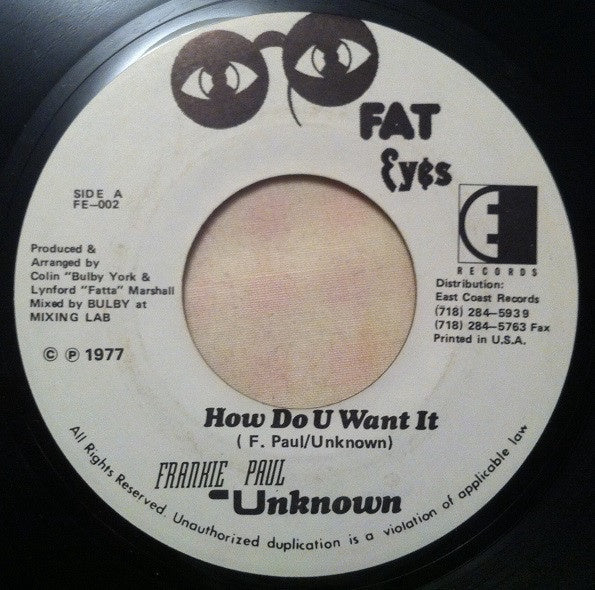 FAT
Eyes
SIDE A
FE-002
E
RECORDS
Produced &
Arranged by
Colin "Bulby York &
Lynford "Fatta" Marshall
Mixed by BULBY at
MIXING LAB
Distribution:
East Coast Records
(718) 284-5939
(718) 284-5763 Fax
Printed in U.S.A.
© ℗ 1977
How Do U Want It
( F. Paul/Unknown)
FRANKIE PAUL
-Unknown
All Rights Reserved. Unauthorized duplication is a violation of applicable law